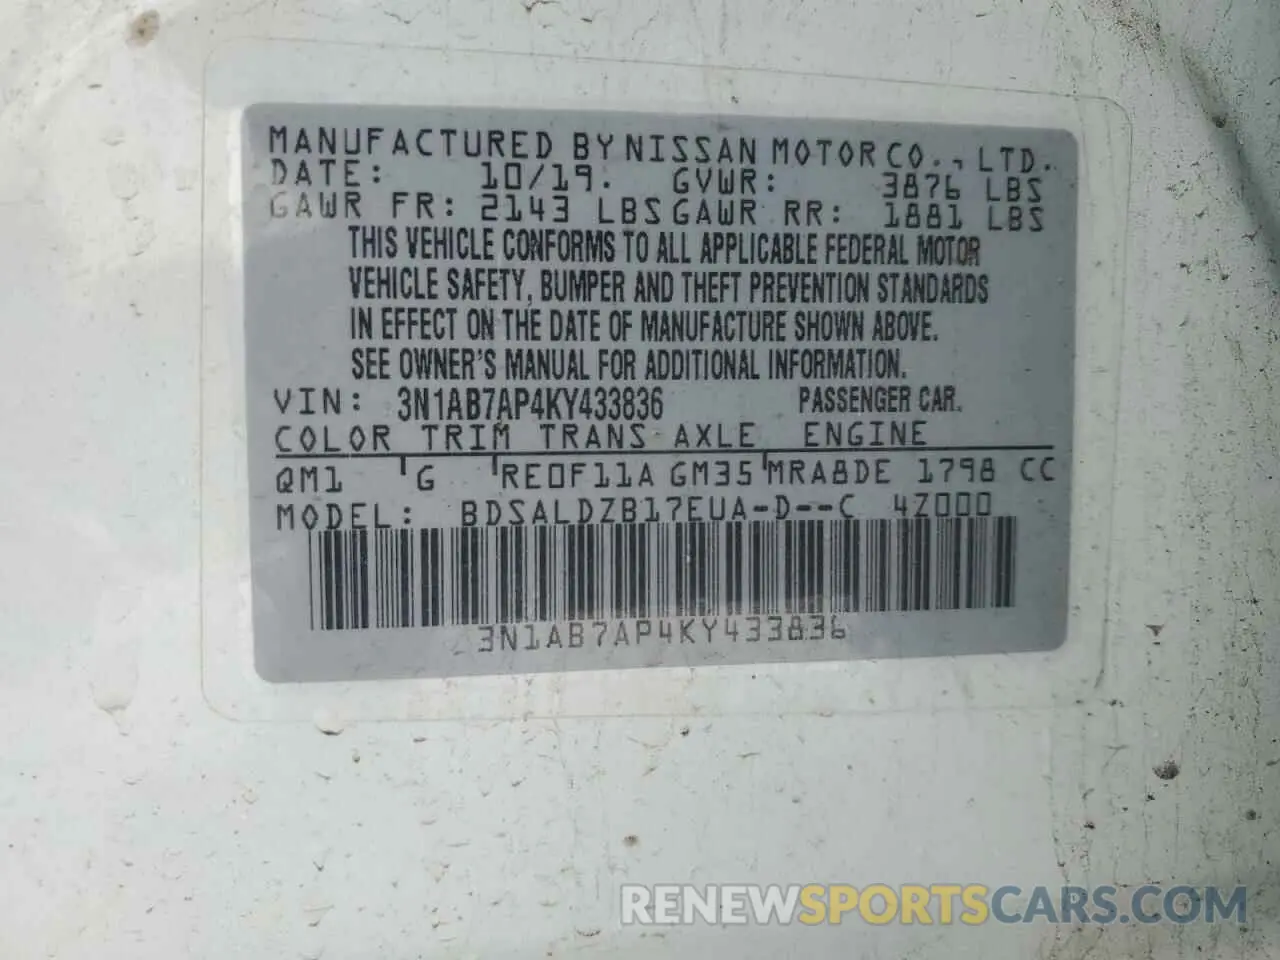 MANUFACTURED BY NISSAN MOTOR CO., LTD.
DATE: 10/19. GVWR: 3876 LBS
GAWR FR: 2143 LBS GAWR RR: 1881 LBS
THIS VEHICLE CONFORMS TO ALL APPLICABLE FEDERAL MOTOR
VEHICLE SAFETY, BUMPER AND THEFT PREVENTION STANDARDS
IN EFFECT ON THE DATE OF MANUFACTURE SHOWN ABOVE.
SEE OWNER'S MANUAL FOR ADDITIONAL INFORMATION.
VIN: 3N1AB7AP4KY433836 PASSENGER CAR.
COLOR TRIM TRANS AXLE ENGINE
QM1 G RE0F11A GM35 MRA8DE 1798 CC
MODEL: BDSALDZB17EUA-D--C 4Z000
3N1AB7AP4KY433836
RENEWSPORTSCARS.COM